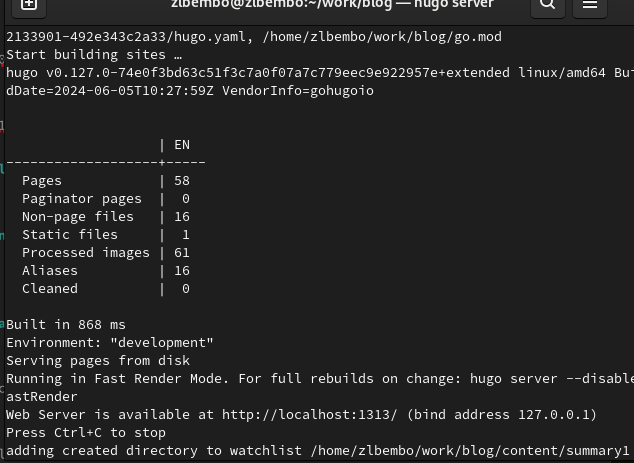 zlbembo@zlbembo:~/work/blog — hugo server
2133901-492e343c2a33/hugo.yaml, /home/zlbembo/work/blog/go.mod
Start building sites …
hugo v0.127.0-74e0f3bd63c51f3c7a0f07a7c779eec9e922957e+extended linux/amd64 Bui
dDate=2024-06-05T10:27:59Z VendorInfo=gohugoio
| EN
-------------------+-----
Pages | 58
Paginator pages | 0
Non-page files | 16
Static files | 1
Processed images | 61
Aliases | 16
Cleaned | 0
Built in 868 ms
Environment: "development"
Serving pages from disk
Running in Fast Render Mode. For full rebuilds on change: hugo server --disable
astRender
Web Server is available at http://localhost:1313/ (bind address 127.0.0.1)
Press Ctrl+C to stop
adding created directory to watchlist /home/zlbembo/work/blog/content/summary1